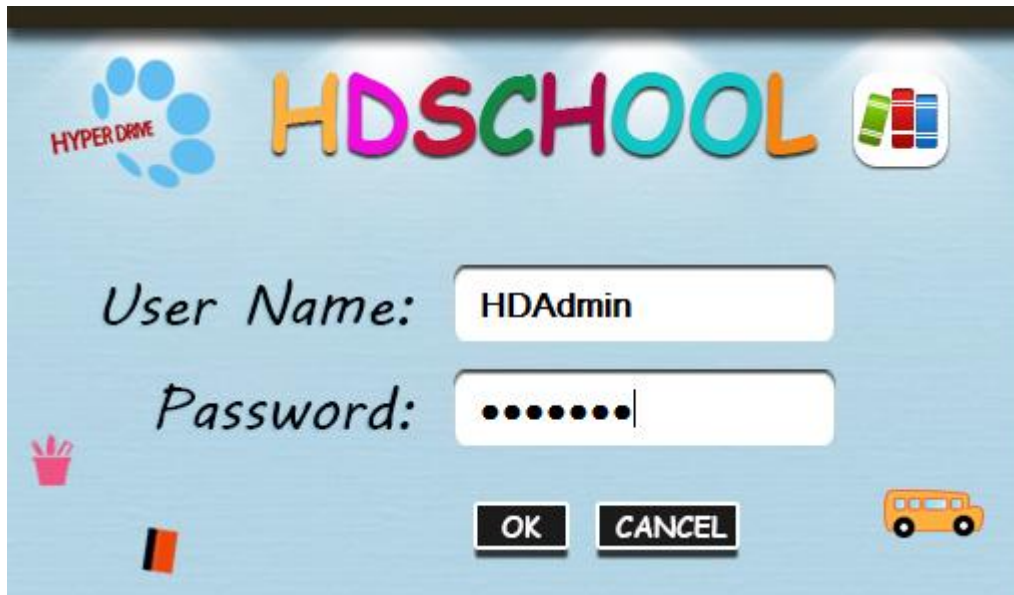 HDSCHOOL
HYPER DRIVE
User Name: HDAdmin
Password: •••••••
OK CANCEL